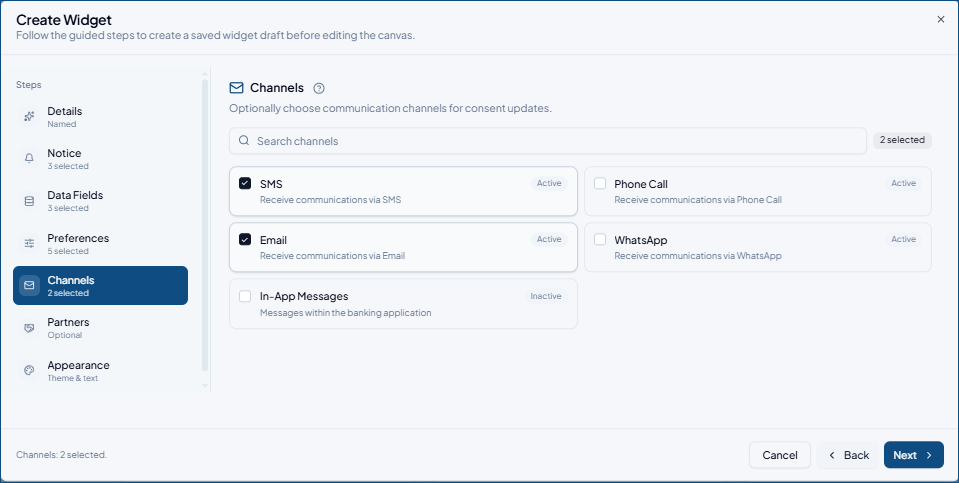 Create Widget
Follow the guided steps to create a saved widget draft before editing the canvas.
Steps
Details
Named
Notice
3 selected
Data Fields
3 selected
Preferences
5 selected
Channels
2 selected
Partners
Optional
Appearance
Theme & text
Channels
Optionally choose communication channels for consent updates.
Search channels
2 selected
SMS Active
Receive communications via SMS
Phone Call Active
Receive communications via Phone Call
Email Active
Receive communications via Email
WhatsApp Active
Receive communications via WhatsApp
In-App Messages Inactive
Messages within the banking application
Channels: 2 selected.
Cancel
Back
Next